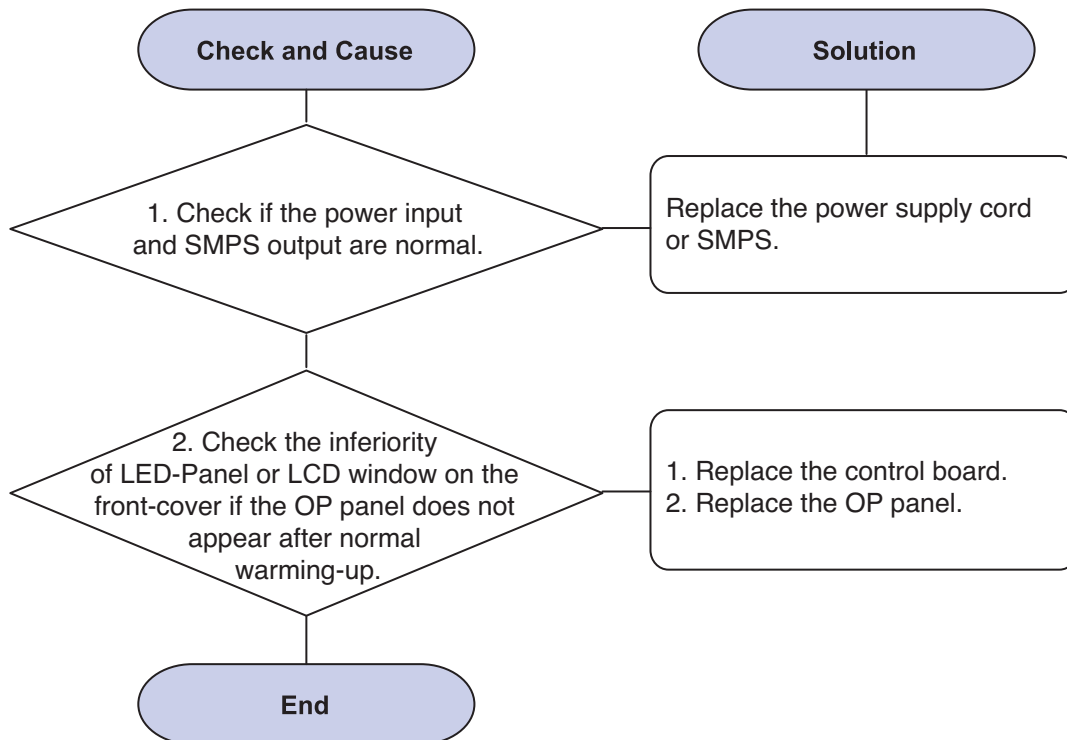 Check and Cause
Solution
1. Check if the power input
and SMPS output are normal.
Replace the power supply cord
or SMPS.
2. Check the inferiority
of LED-Panel or LCD window on the
front-cover if the OP panel does not
appear after normal
warming-up.
1. Replace the control board.
2. Replace the OP panel.
End